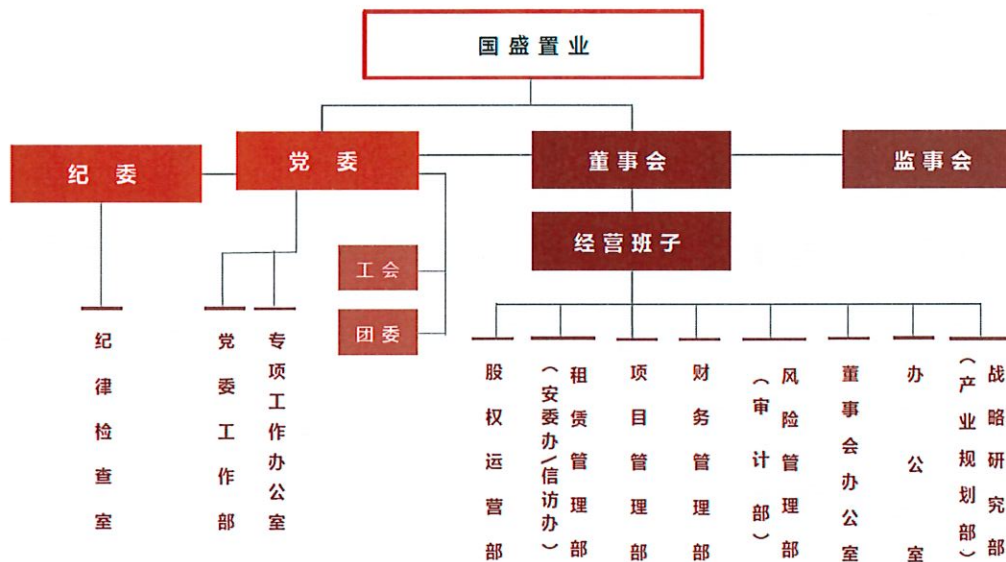 国盛置业
纪委
党委
董事会
监事会
经营班子
工会
团委
纪律检查室
党委工作部
专项工作办公室
股权运营部
租赁管理部
（安委办\信访办）
项目管理部
财务管理部
风险管理部
（审计部）
董事会办公室
办公室
战略研究部
（产业规划部）